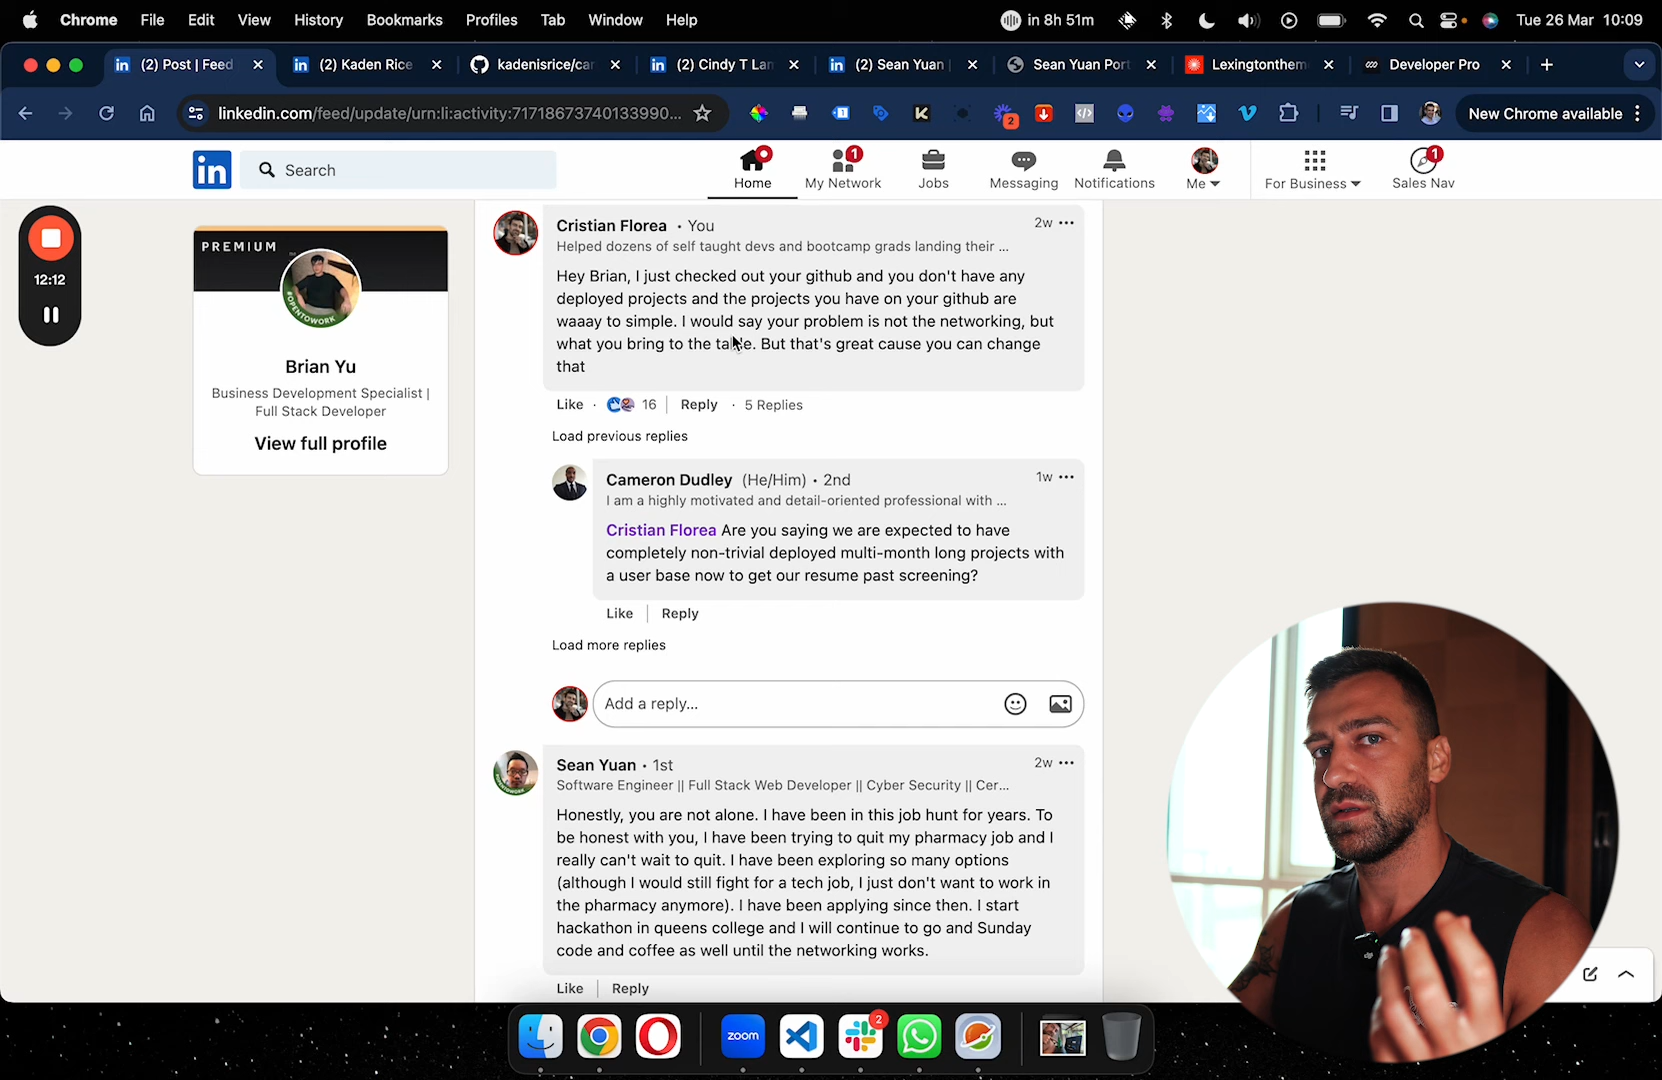 Chrome File Edit View History Bookmarks Profiles Tab Window Help in 8h 51m Tue 26 Mar 10:09
(2) Post | Feed (2) Kaden Rice kadenisrice/car (2) Cindy T Lam (2) Sean Yuan | Sean Yuan Port Lexingtonthem Developer Pro
linkedin.com/feed/update/urn:li:activity:71718673740133990... 2 New Chrome available
in Search
Home 1 My Network Jobs Messaging Notifications Me For Business 1 Sales Nav
12:12
PREMIUM
#OPENTOWORK
Brian Yu
Business Development Specialist |
Full Stack Developer
View full profile
Cristian Florea • You 2w
Helped dozens of self taught devs and bootcamp grads landing their ...
Hey Brian, I just checked out your github and you don't have any
deployed projects and the projects you have on your github are
waaay to simple. I would say your problem is not the networking, but
what you bring to the table. But that's great cause you can change
that
Like · 16 | Reply · 5 Replies
Load previous replies
Cameron Dudley (He/Him) • 2nd 1w
I am a highly motivated and detail-oriented professional with ...
Cristian Florea Are you saying we are expected to have
completely non-trivial deployed multi-month long projects with
a user base now to get our resume past screening?
Like | Reply
Load more replies
Add a reply...
Sean Yuan • 1st 2w
Software Engineer || Full Stack Web Developer || Cyber Security || Cer...
Honestly, you are not alone. I have been in this job hunt for years. To
be honest with you, I have been trying to quit my pharmacy job and I
really can't wait to quit. I have been exploring so many options
(although I would still fight for a tech job, I just don't want to work in
the pharmacy anymore). I have been applying since then. I start
hackathon in queens college and I will continue to go and Sunday
code and coffee as well until the networking works.
Like | Reply
zoom 2